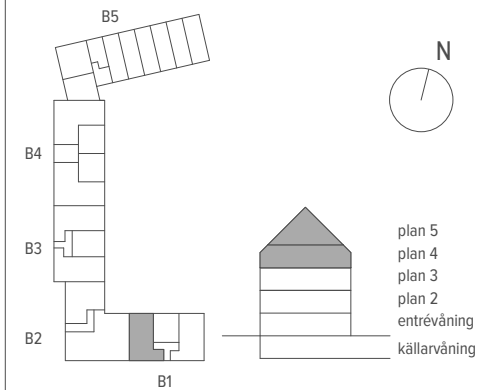 B5
N
B4
B3
B2
B1
plan 5
plan 4
plan 3
plan 2
entrévåning
källarvåning